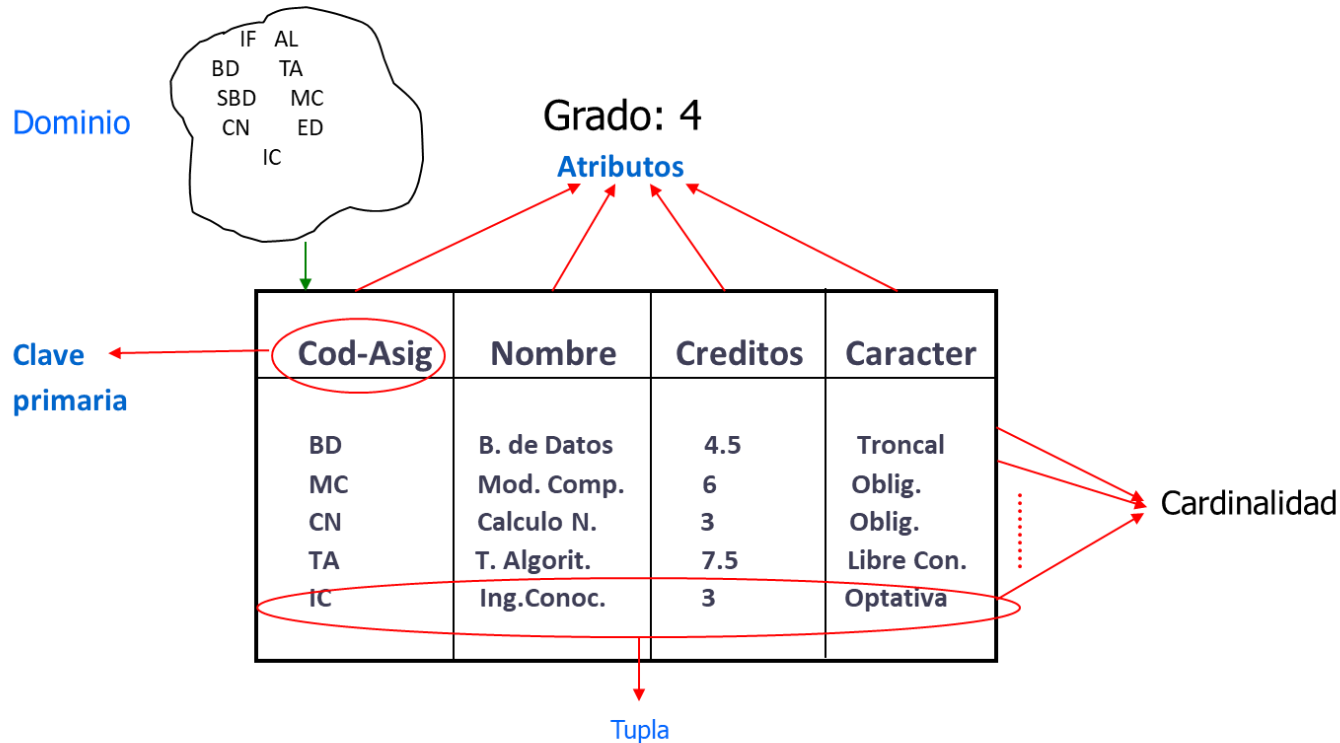 IF AL
BD TA
SBD MC
CN ED
IC
Dominio
Grado: 4
Atributos
Clave
primaria
Cod-Asig Nombre Creditos Caracter
BD B. de Datos 4.5 Troncal
MC Mod. Comp. 6 Oblig.
CN Calculo N. 3 Oblig.
TA T. Algorit. 7.5 Libre Con.
IC Ing.Conoc. 3 Optativa
Cardinalidad
Tupla